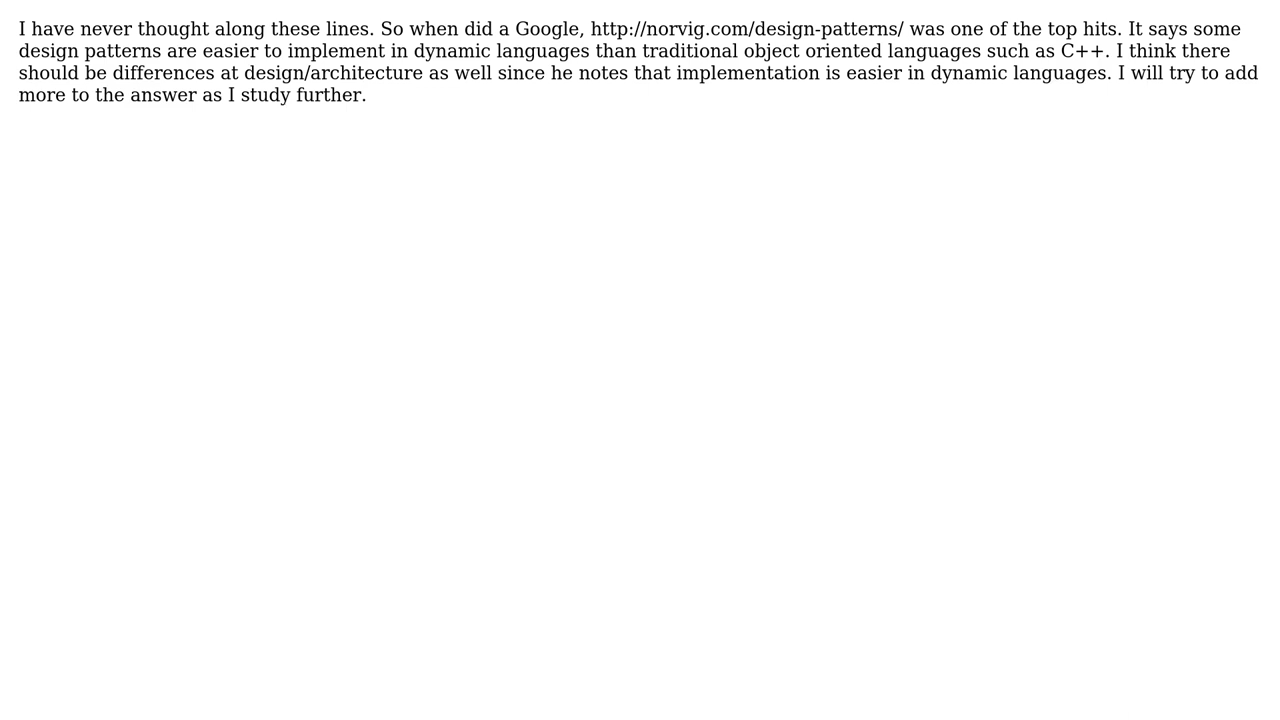 I have never thought along these lines. So when did a Google, http://norvig.com/design-patterns/ was one of the top hits. It says some
design patterns are easier to implement in dynamic languages than traditional object oriented languages such as C++. I think there
should be differences at design/architecture as well since he notes that implementation is easier in dynamic languages. I will try to add
more to the answer as I study further.